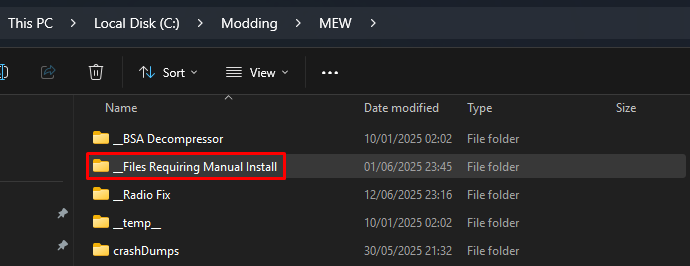 This PC > Local Disk (C:) > Modding > MEW >
Sort View ...
Name Date modified Type Size
__BSA Decompressor 10/01/2025 02:02 File folder
__Files Requiring Manual Install 01/06/2025 23:45 File folder
__Radio Fix 12/06/2025 23:16 File folder
__temp__ 10/01/2025 02:02 File folder
crashDumps 30/05/2025 21:32 File folder